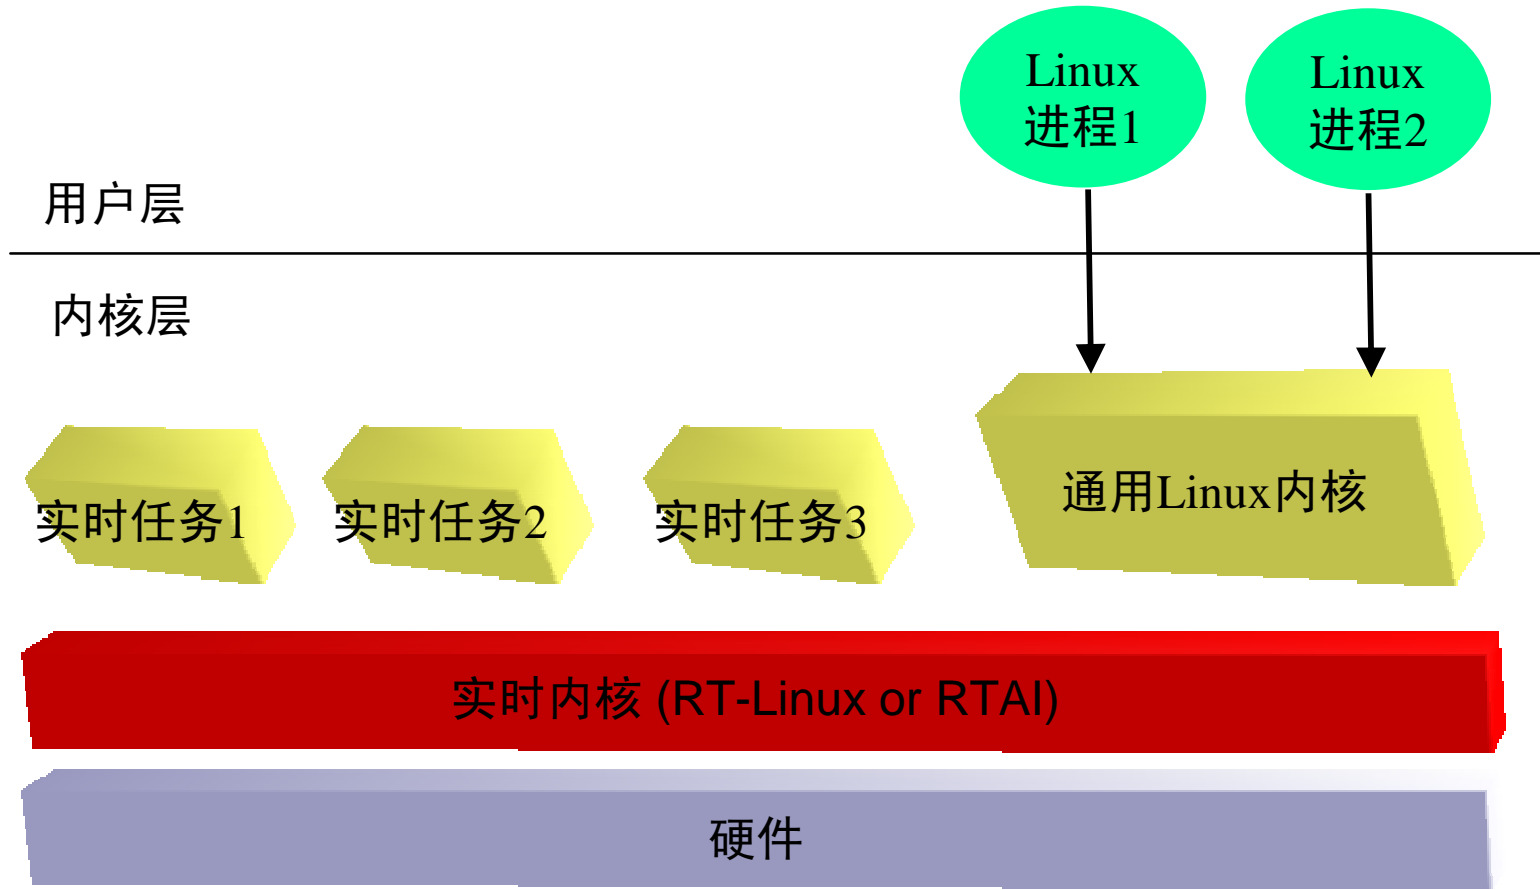 Linux
进程1
Linux
进程2
用户层
内核层
实时任务1
实时任务2
实时任务3
通用Linux内核
实时内核 (RT-Linux or RTAI)
硬件